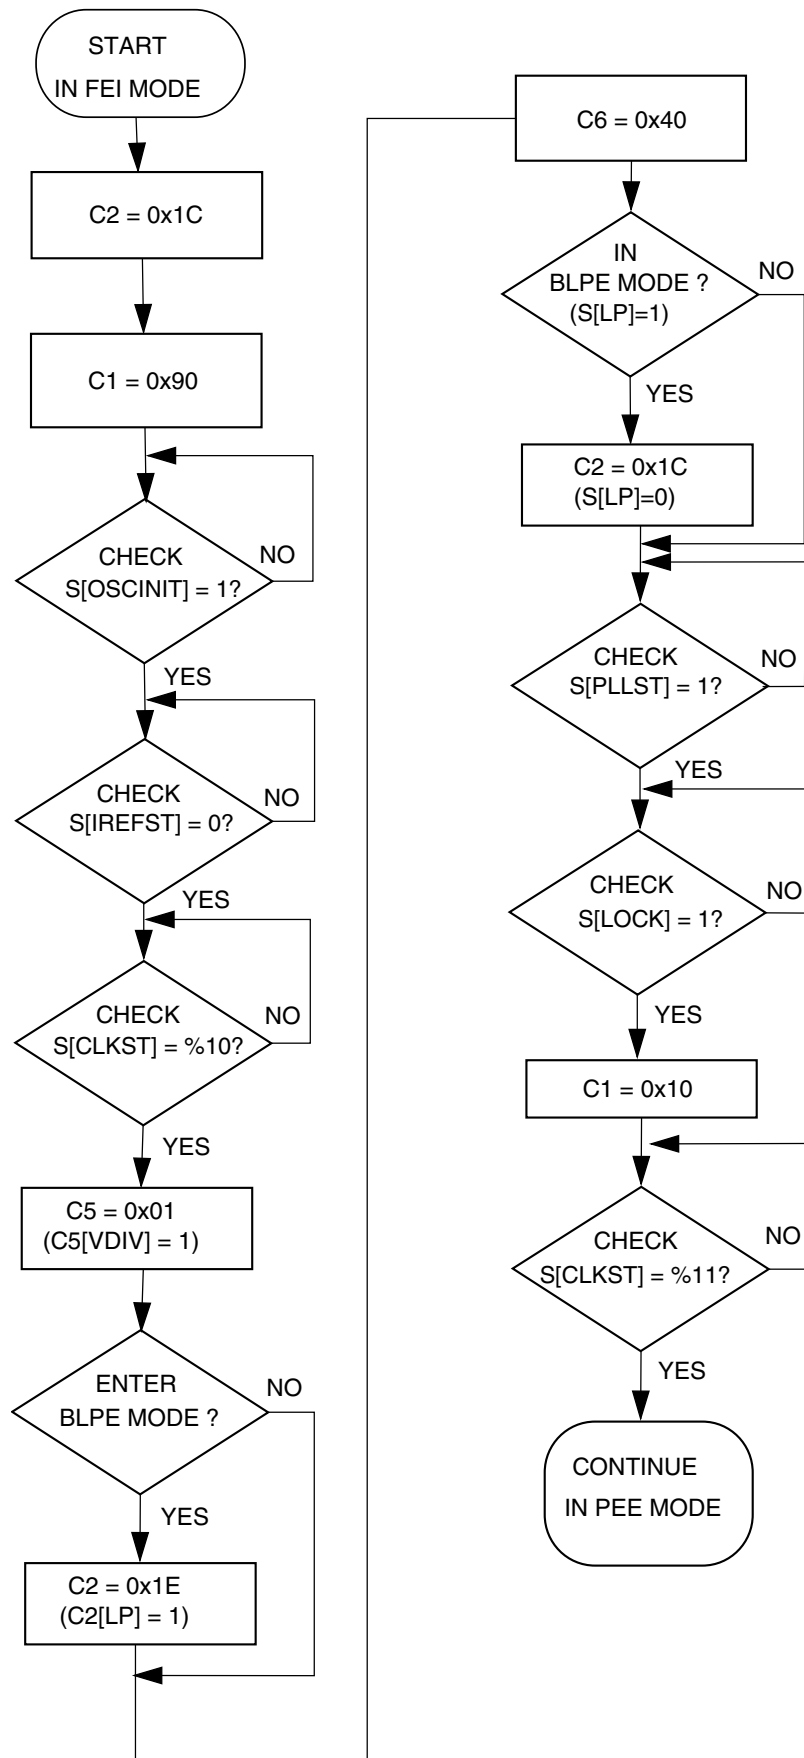 START
IN FEI MODE
C2 = 0x1C
C1 = 0x90
CHECK
S[OSCINIT] = 1?
NO
YES
CHECK
S[IREFST] = 0?
NO
YES
CHECK
S[CLKST] = %10?
NO
YES
C5 = 0x01
(C5[VDIV] = 1)
ENTER
BLPE MODE ?
NO
YES
C2 = 0x1E
(C2[LP] = 1)
C6 = 0x40
IN
BLPE MODE ?
(S[LP]=1)
NO
YES
C2 = 0x1C
(S[LP]=0)
CHECK
S[PLLST] = 1?
NO
YES
CHECK
S[LOCK] = 1?
NO
YES
C1 = 0x10
CHECK
S[CLKST] = %11?
NO
YES
CONTINUE
IN PEE MODE